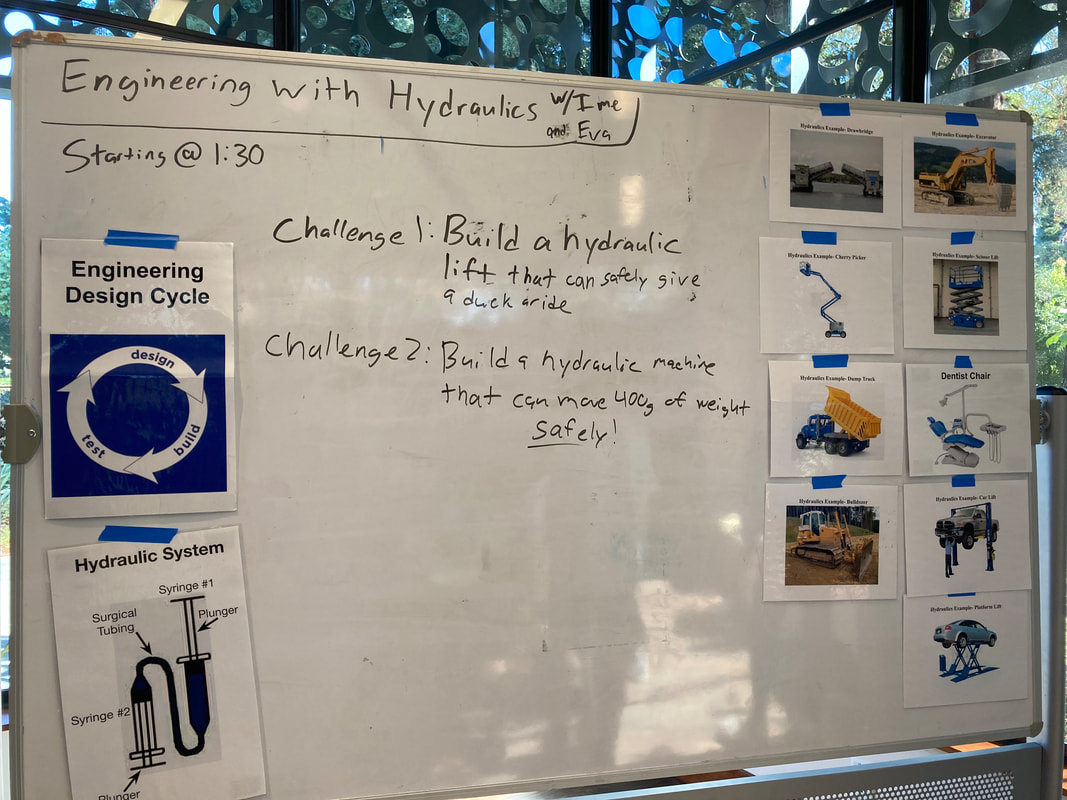 Engineering with Hydraulics w/Ime
and Eva
Starting @ 1:30
Challenge 1: Build a hydraulic
lift that can safely give
a duck a ride
Challenge 2: Build a hydraulic machine
that can move 400g of weight
safely!
Engineering
Design Cycle
design
build
test
Hydraulic System
Syringe #1
Surgical
Tubing
Plunger
Syringe #2
Plunger
Hydraulics Example- Drawbridge
Hydraulics Example- Excavator
Hydraulics Example- Cherry Picker
Hydraulics Example- Scissor Lift
Hydraulics Example- Dump Truck
Dentist Chair
Hydraulics Example- Bulldozer
Hydraulics Example- Car Lift
Hydraulics Example- Platform Lift